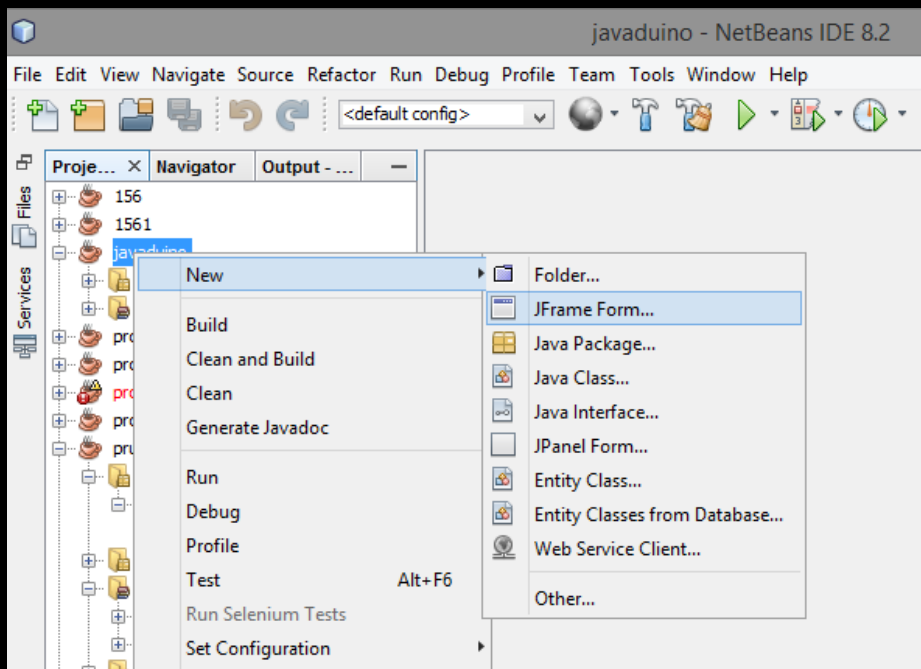 javaduino - NetBeans IDE 8.2
File Edit View Navigate Source Refactor Run Debug Profile Team Tools Window Help
<default config>
Proje... Navigator Output - ...
Files
Services
156
1561
javaduino
New
Build
Clean and Build
Clean
Generate Javadoc
Run
Debug
Profile
Test Alt+F6
Run Selenium Tests
Set Configuration
Folder...
JFrame Form...
Java Package...
Java Class...
Java Interface...
JPanel Form...
Entity Class...
Entity Classes from Database...
Web Service Client...
Other...